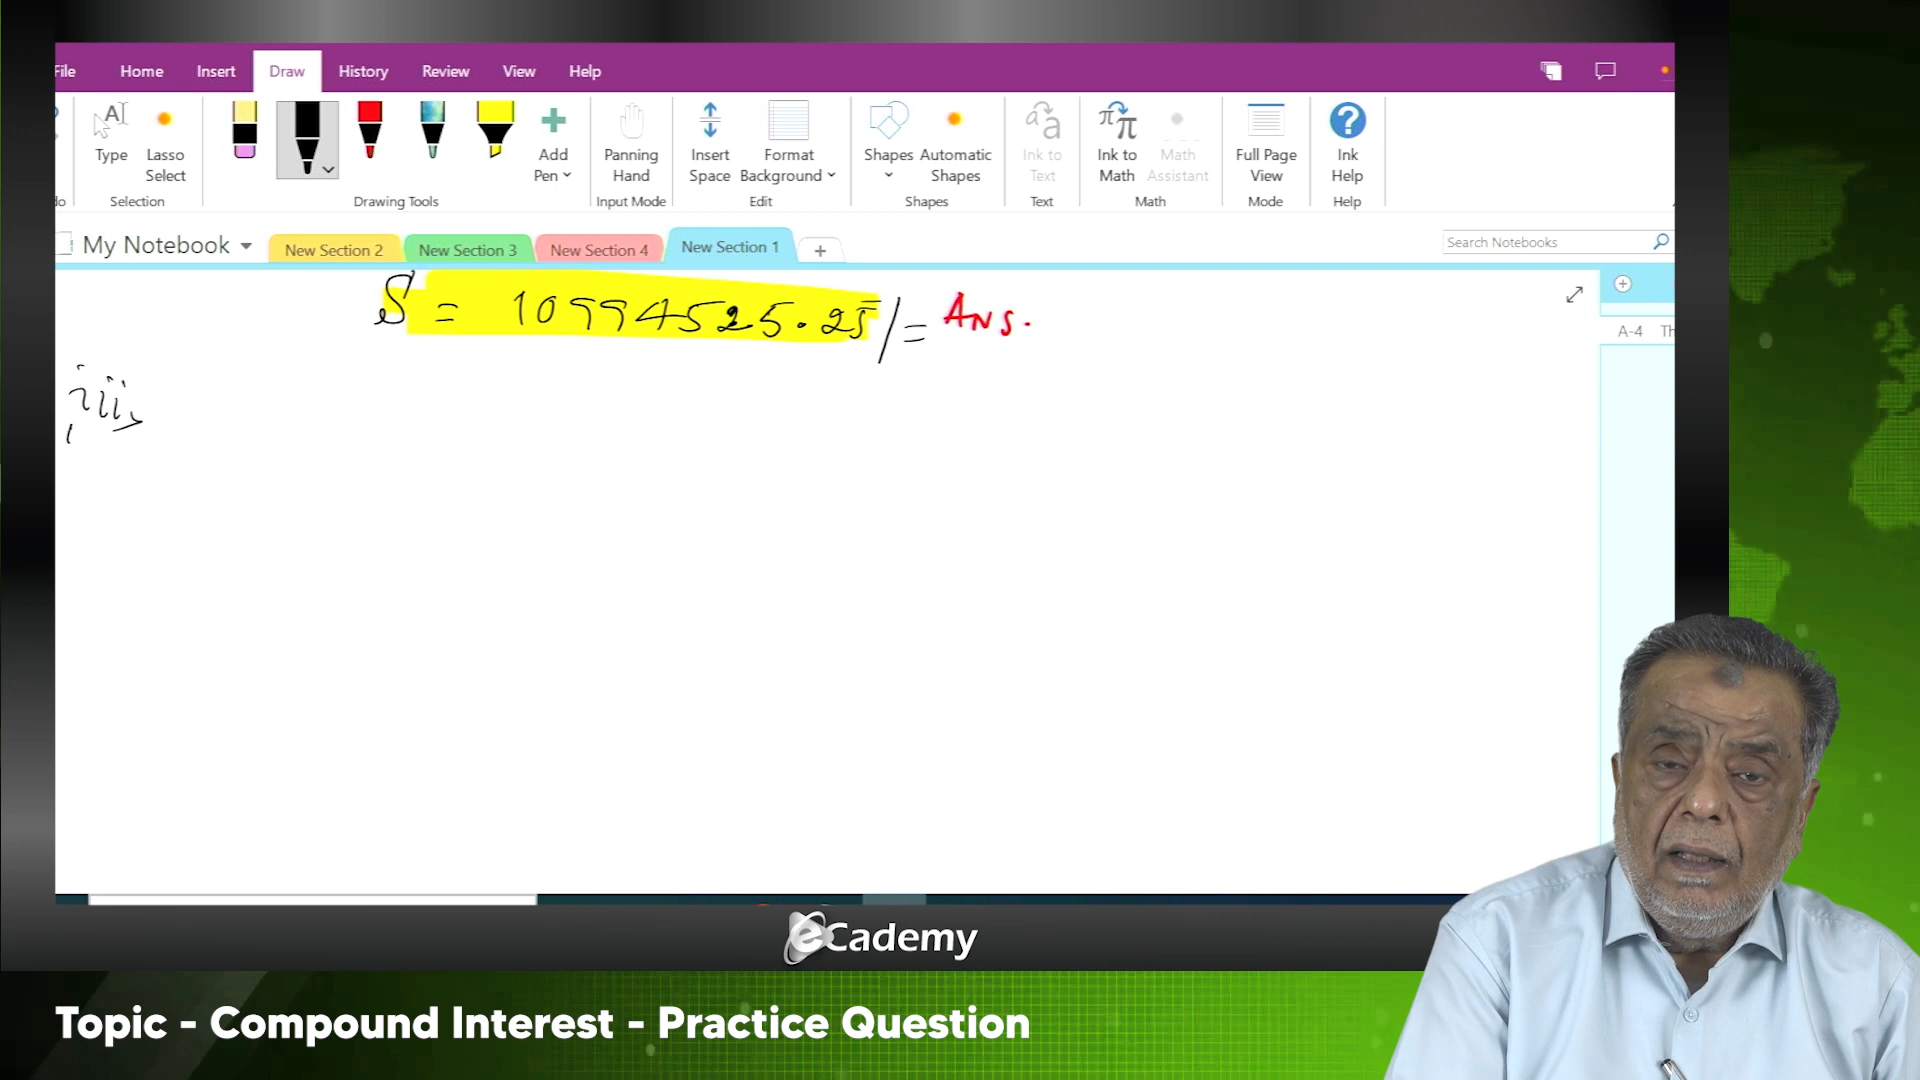 File Home Insert Draw History Review View Help
Type Lasso Select Add Pen Panning Hand Insert Space Format Background Shapes Automatic Shapes Ink to Text Ink to Math Math Assistant Full Page View Ink Help
Selection Drawing Tools Input Mode Edit Shapes Text Math Mode Help
My Notebook New Section 2 New Section 3 New Section 4 New Section 1 + Search Notebooks
S = 10994525.25/= Ans.
A-4 Th
iii,
eCademy
Topic - Compound Interest - Practice Question